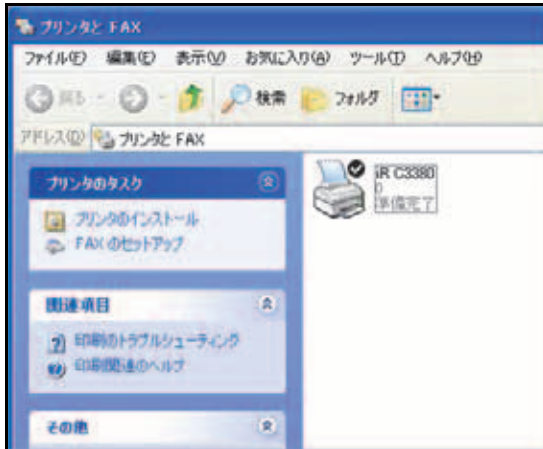 プリンタと FAX
ファイル(F) 編集(E) 表示(V) お気に入り(A) ツール(T) ヘルプ(H)
戻る 検索 フォルダ
アドレス(D) プリンタと FAX
プリンタのタスク
プリンタのインストール
FAX のセットアップ
関連項目
印刷のトラブルシューティング
印刷関連のヘルプ
その他
iR C3380
0
準備完了